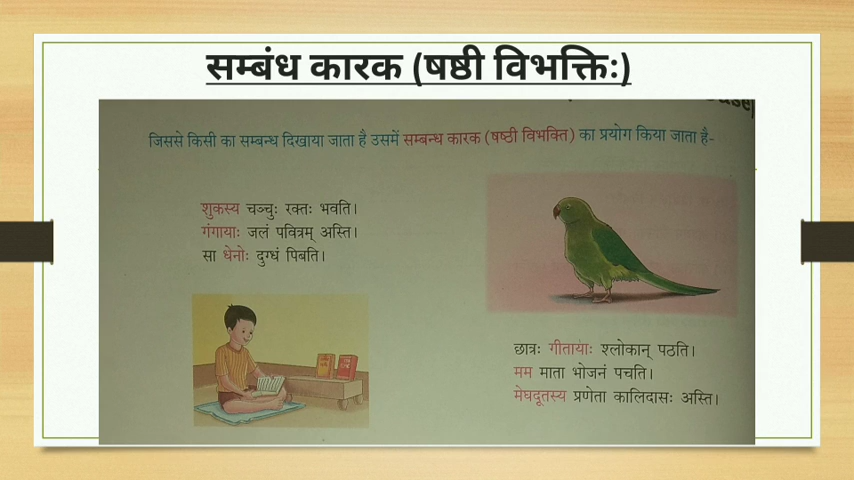 सम्बंध कारक (षष्ठी विभक्तिः)
जिससे किसी का सम्बन्ध दिखाया जाता है उसमें सम्बन्ध कारक (षष्ठी विभक्ति) का प्रयोग किया जाता है-
शुकस्य चञ्चुः रक्तः भवति।
गंगायाः जलं पवित्रम् अस्ति।
सा धेनोः दुग्धं पिबति।
छात्रः गीतायाः श्लोकान् पठति।
मम माता भोजनं पचति।
मेघदूतस्य प्रणेता कालिदासः अस्ति।